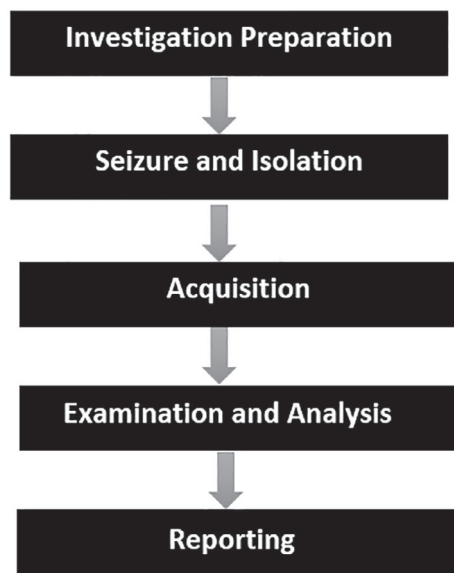 Investigation Preparation
Seizure and Isolation
Acquisition
Examination and Analysis
Reporting